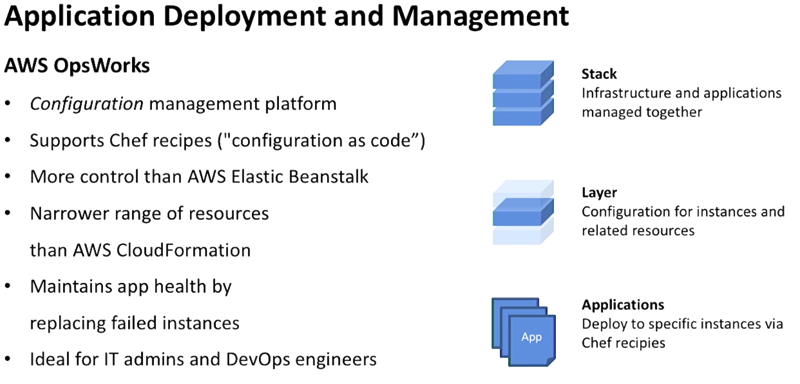 Application Deployment and Management
AWS OpsWorks
• Configuration management platform
• Supports Chef recipes ("configuration as code”)
• More control than AWS Elastic Beanstalk
• Narrower range of resources
than AWS CloudFormation
• Maintains app health by
replacing failed instances
• Ideal for IT admins and DevOps engineers
Stack
Infrastructure and applications
managed together
Layer
Configuration for instances and
related resources
App
Applications
Deploy to specific instances via
Chef recipies